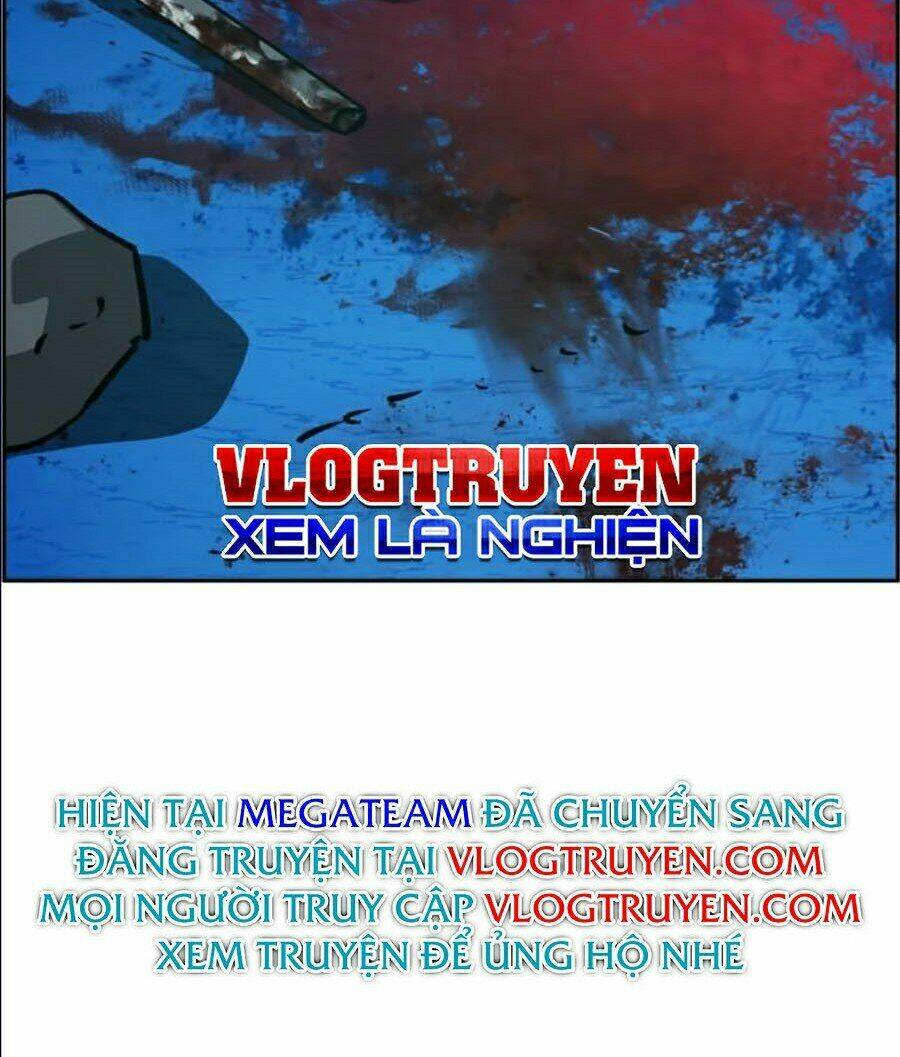 VLOGTRUYEN
XEM LÀ NGHIỆN
HIỆN TẠI MEGATEAM ĐÃ CHUYỂN SANG
ĐĂNG TRUYỆN TẠI VLOGTRUYEN.COM
MỌI NGƯỜI TRUY CẬP VLOGTRUYEN.COM
XEM TRUYỆN ĐỂ ỦNG HỘ NHÉ